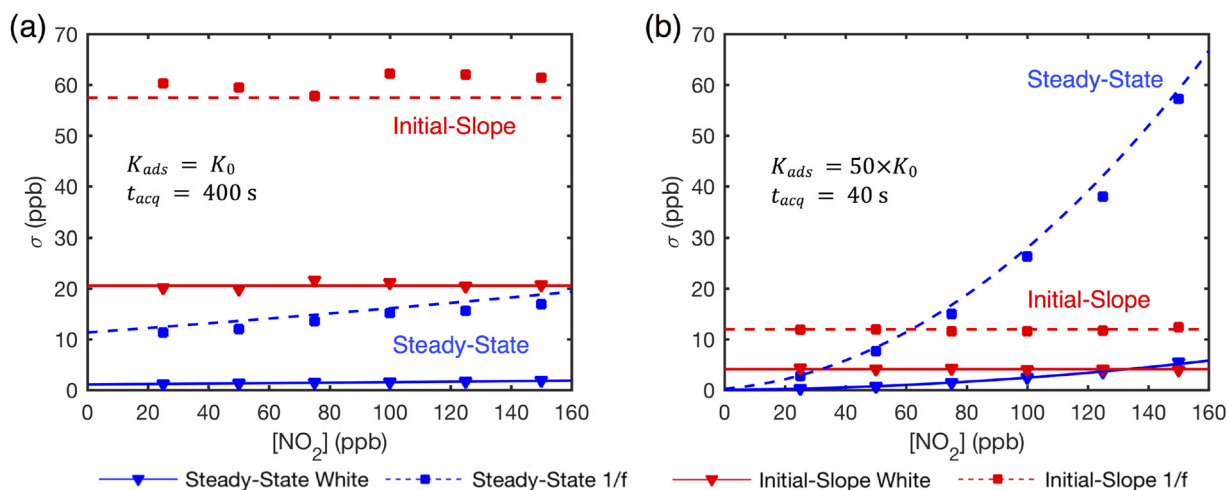 (a)
70
60
50
40
30
20
10
0
σ (ppb)
Initial-Slope
K_ads = K_0
t_acq = 400 s
Steady-State
0 20 40 60 80 100 120 140 160
[NO₂] (ppb)
(b)
70
60
50
40
30
20
10
0
σ (ppb)
Steady-State
K_ads = 50×K_0
t_acq = 40 s
Initial-Slope
0 20 40 60 80 100 120 140 160
[NO₂] (ppb)
Steady-State White Steady-State 1/f Initial-Slope White Initial-Slope 1/f